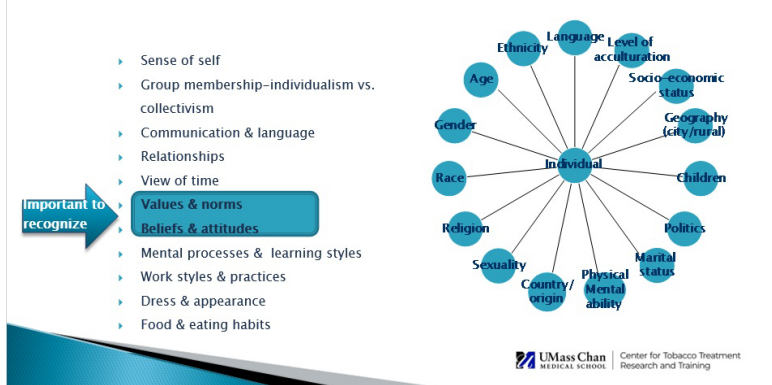 Sense of self
Group membership-individualism vs.
collectivism
Communication & language
Relationships
View of time
Important to
recognize
Values & norms
Beliefs & attitudes
Mental processes & learning styles
Work styles & practices
Dress & appearance
Food & eating habits
Individual
Language
Level of
acculturation
Socio-economic
status
Geography
(city/rural)
Children
Politics
Marital
status
Physical
Mental
ability
Country/
origin
Sexuality
Religion
Race
Gender
Age
Ethnicity
UMass Chan
MEDICAL SCHOOL
Center for Tobacco Treatment
Research and Training